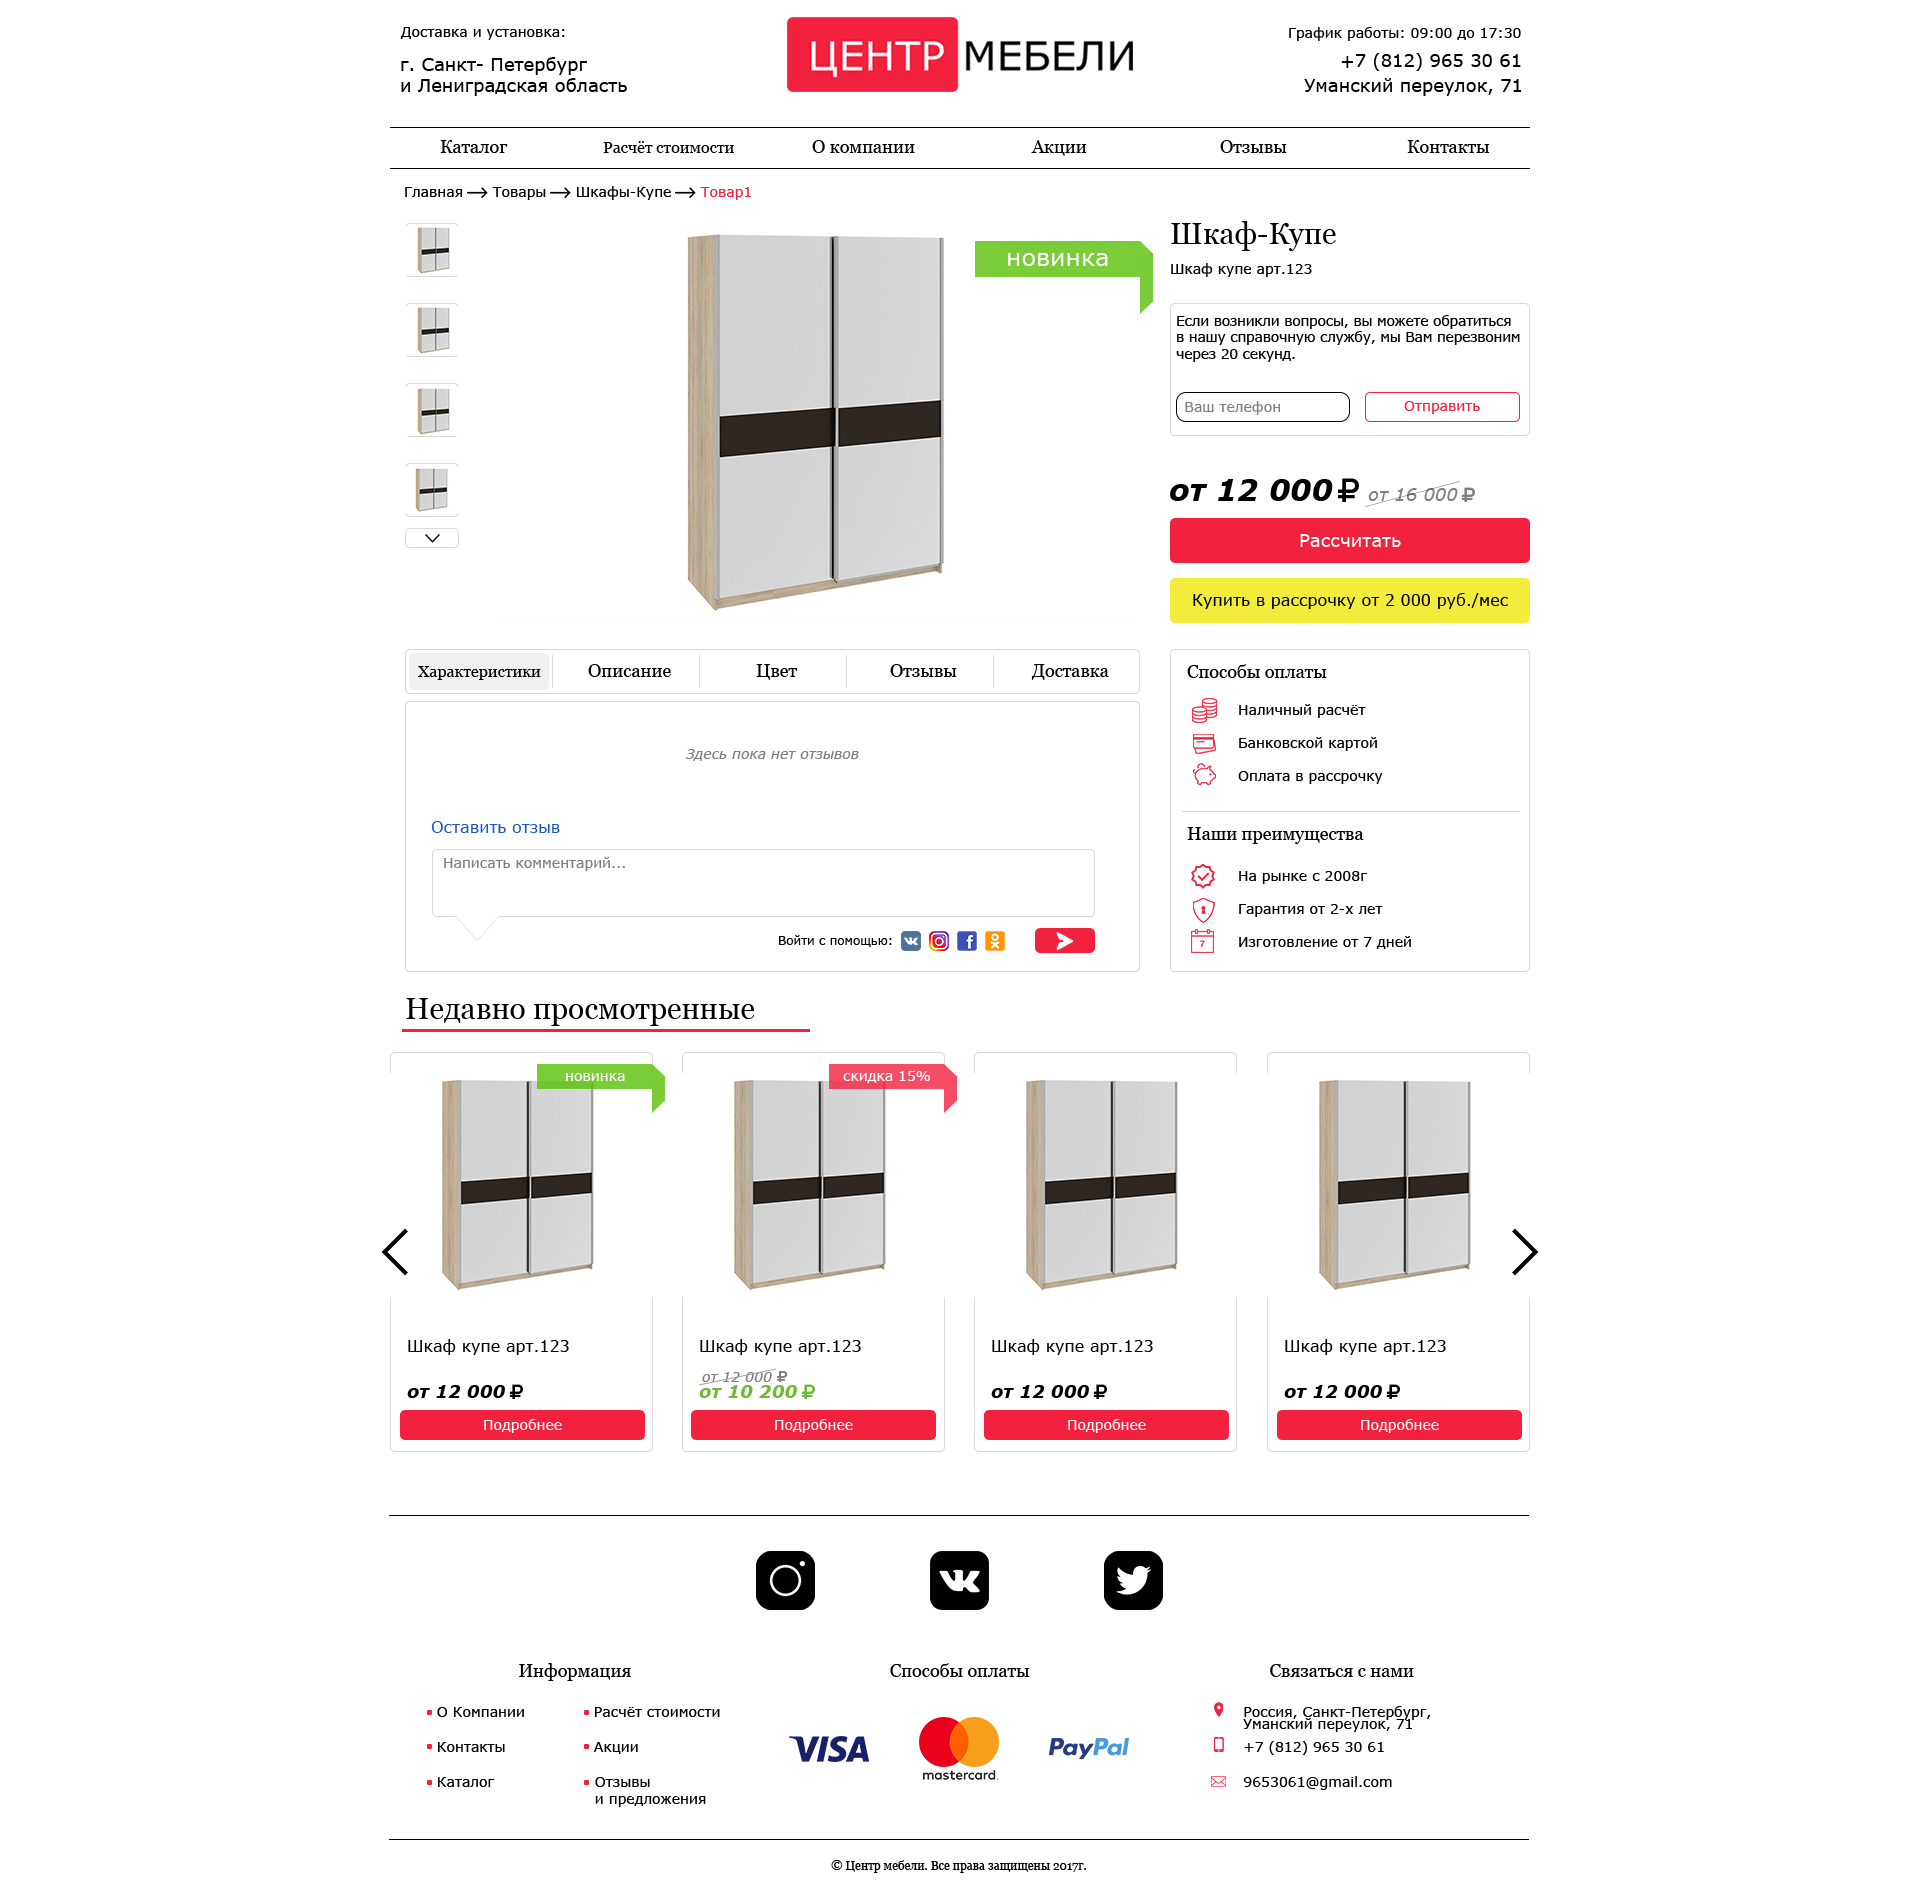 Доставка и установка:
г. Санкт- Петербург
и Лениградская область
ЦЕНТР МЕБЕЛИ
График работы: 09:00 до 17:30
+7 (812) 965 30 61
Уманский переулок, 71
Каталог
Расчёт стоимости
О компании
Акции
Отзывы
Контакты
Главная Товары Шкафы-Купе Товар1
новинка
Шкаф-Купе
Шкаф купе арт.123
Если возникли вопросы, вы можете обратиться
в нашу справочную службу, мы Вам перезвоним
через 20 секунд.
Ваш телефон
Отправить
от 12 000 ₽ от 16 000 ₽
Рассчитать
Купить в рассрочку от 2 000 руб./мес
Характеристики
Описание
Цвет
Отзывы
Доставка
Здесь пока нет отзывов
Оставить отзыв
Написать комментарий...
Войти с помощью:
Способы оплаты
Наличный расчёт
Банковской картой
Оплата в рассрочку
Наши преимущества
На рынке с 2008г
Гарантия от 2-х лет
7
Изготовление от 7 дней
Недавно просмотренные
новинка
Шкаф купе арт.123
от 12 000 ₽
Подробнее
скидка 15%
Шкаф купе арт.123
от 12 000 ₽
от 10 200 ₽
Подробнее
Шкаф купе арт.123
от 12 000 ₽
Подробнее
Шкаф купе арт.123
от 12 000 ₽
Подробнее
Информация
О Компании
Контакты
Каталог
Расчёт стоимости
Акции
Отзывы
и предложения
Способы оплаты
VISA
mastercard.
PayPal
Связаться с нами
Россия, Санкт-Петербург,
Уманский переулок, 71
+7 (812) 965 30 61
9653061@gmail.com
© Центр мебели. Все права защищены 2017г.